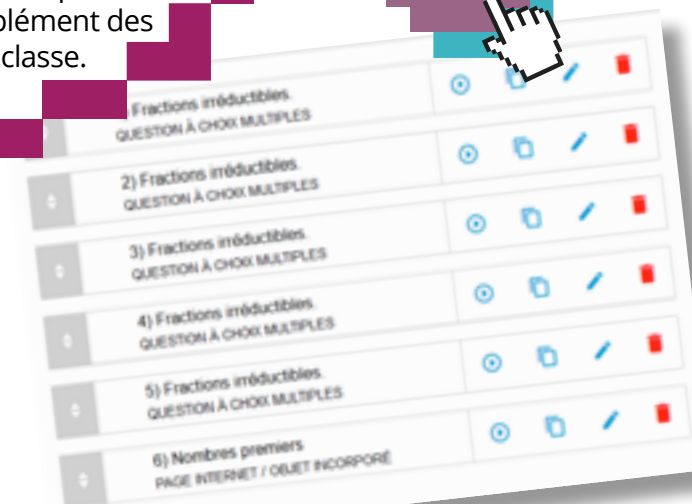 plément des
classe.
Fractions irréductibles.
QUESTION À CHOIX MULTIPLES
2) Fractions irréductibles.
QUESTION À CHOIX MULTIPLES
3) Fractions irréductibles.
QUESTION À CHOIX MULTIPLES
4) Fractions irréductibles.
QUESTION À CHOIX MULTIPLES
5) Fractions irréductibles.
QUESTION À CHOIX MULTIPLES
6) Nombres premiers
PAGE INTERNET / OBJET INCORPORÉ